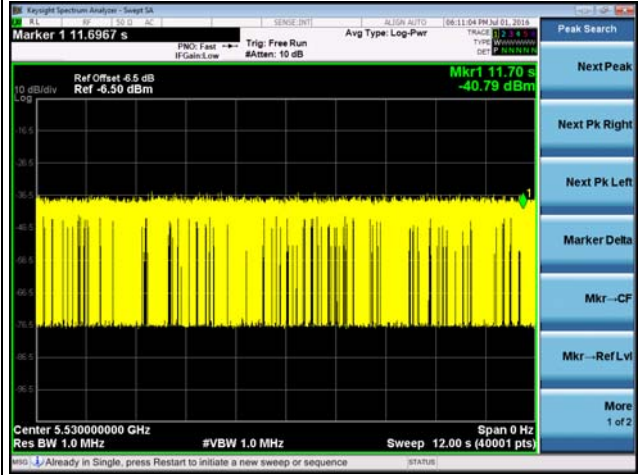 Keysight Spectrum Analyzer - Swept SA
RL RF 50 Ω AC SENSE:INT ALIGN AUTO 06:11:04 PM Jul 01, 2016
Marker 1 11.6967 s
PNO: Fast
IFGain:Low
Trig: Free Run
#Atten: 10 dB
Avg Type: Log-Pwr
TRACE 1 2 3 4 5 6
TYPE WWWWWW
DET P NNNNN
Peak Search
Ref Offset -6.5 dB
10 dB/div Ref -6.50 dBm
Mkr1 11.70 s
-40.79 dBm
Log
-16.5
-26.5
-36.5
-46.5
-56.5
-66.5
-76.5
-86.5
-96.5
1
Next Peak
Next Pk Right
Next Pk Left
Marker Delta
Mkr→CF
Mkr→Ref Lvl
More
1 of 2
Center 5.530000000 GHz Span 0 Hz
Res BW 1.0 MHz #VBW 1.0 MHz Sweep 12.00 s (40001 pts)
MSG Already in Single, press Restart to initiate a new sweep or sequence STATUS